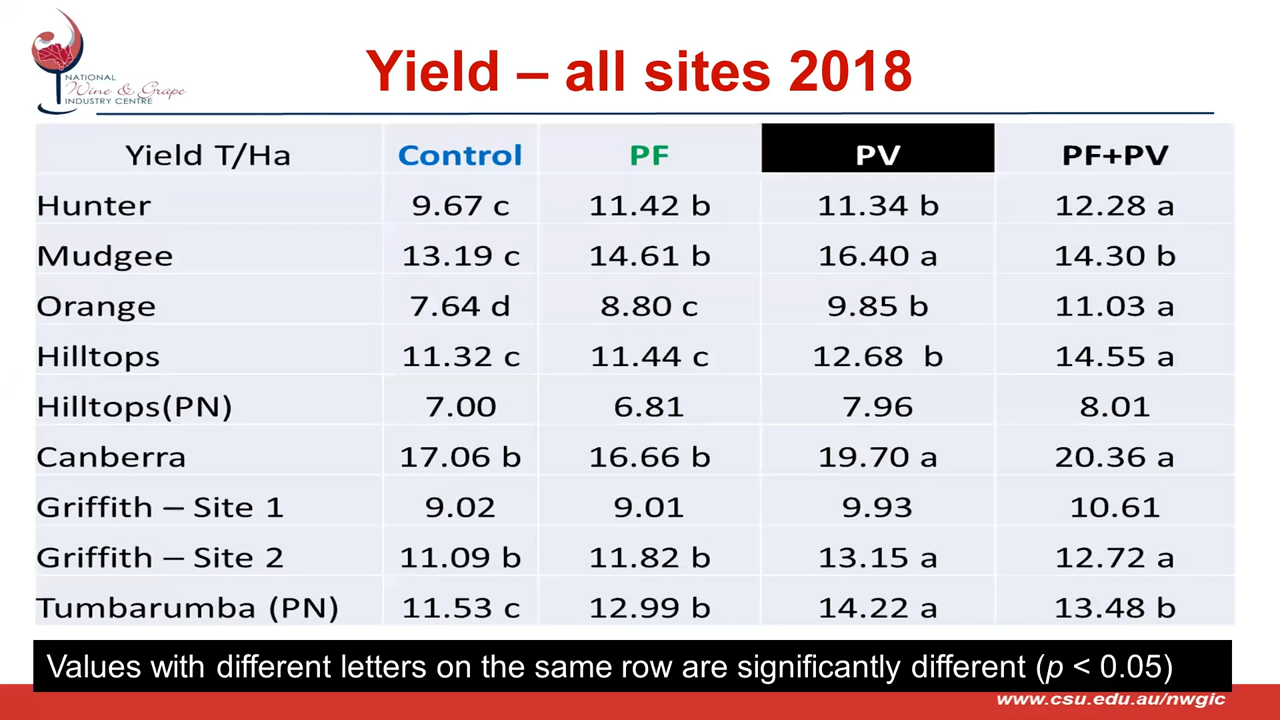 NATIONAL
Wine & Grape
INDUSTRY CENTRE
Yield – all sites 2018
Yield T/Ha Control PF PV PF+PV
Hunter 9.67 c 11.42 b 11.34 b 12.28 a
Mudgee 13.19 c 14.61 b 16.40 a 14.30 b
Orange 7.64 d 8.80 c 9.85 b 11.03 a
Hilltops 11.32 c 11.44 c 12.68 b 14.55 a
Hilltops(PN) 7.00 6.81 7.96 8.01
Canberra 17.06 b 16.66 b 19.70 a 20.36 a
Griffith – Site 1 9.02 9.01 9.93 10.61
Griffith – Site 2 11.09 b 11.82 b 13.15 a 12.72 a
Tumbarumba (PN) 11.53 c 12.99 b 14.22 a 13.48 b
Values with different letters on the same row are significantly different (p < 0.05)
www.csu.edu.au/nwgic